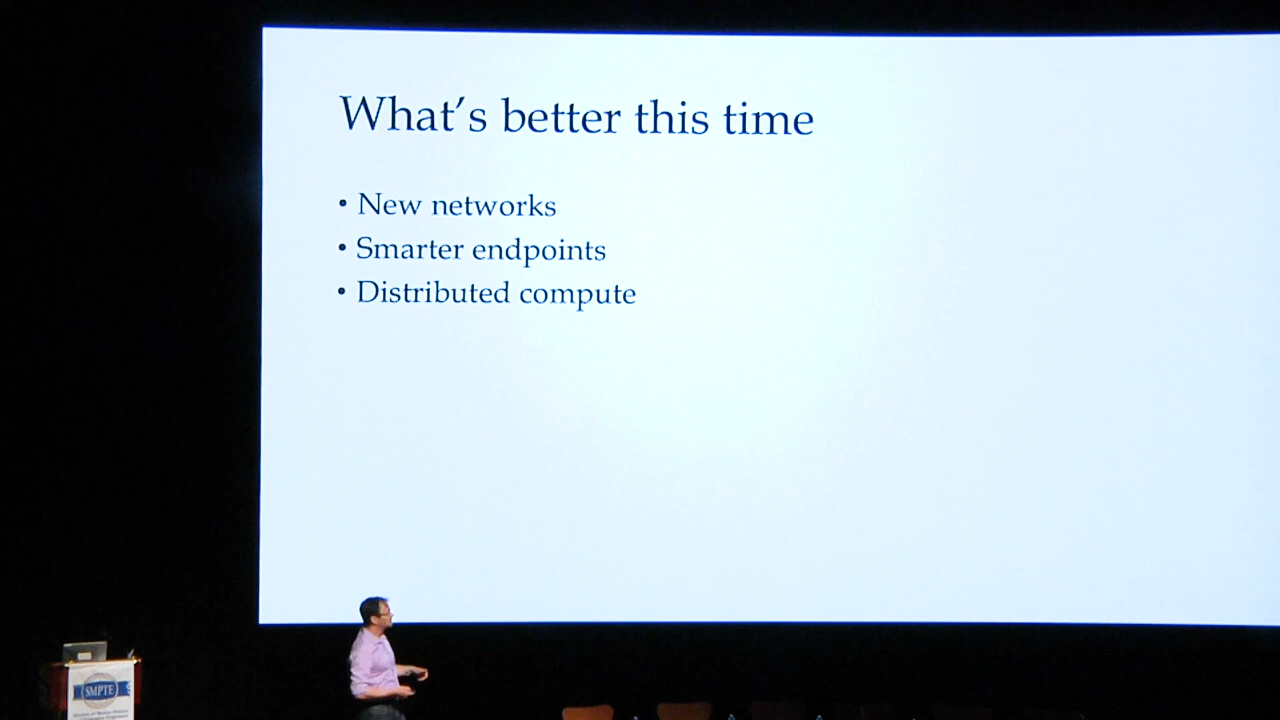 What's better this time
• New networks
• Smarter endpoints
• Distributed compute
SMPTE